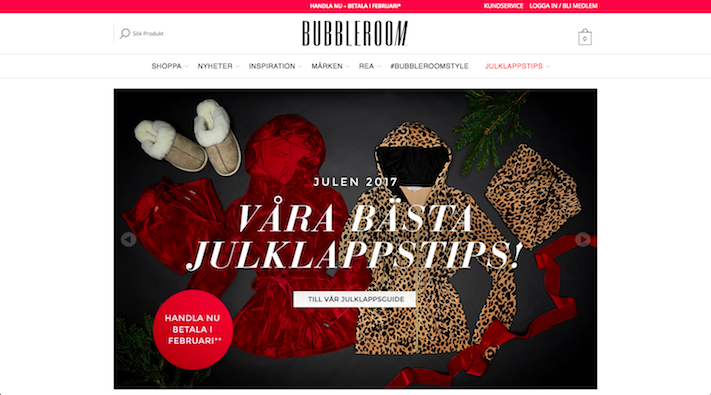 HANDLA NU - BETALA I FEBRUARI*
KUNDSERVICE LOGGA IN / BLI MEDLEM
Sök Produkt
BUBBLEROOM
0
SHOPPA NYHETER INSPIRATION MÄRKEN REA #BUBBLEROOMSTYLE JULKLAPPSTIPS
JULEN 2017
VÅRA BÄSTA
JULKLAPPSTIPS!
TILL VÅR JULKLAPPSGUIDE
HANDLA NU
BETALA I
FEBRUARI**